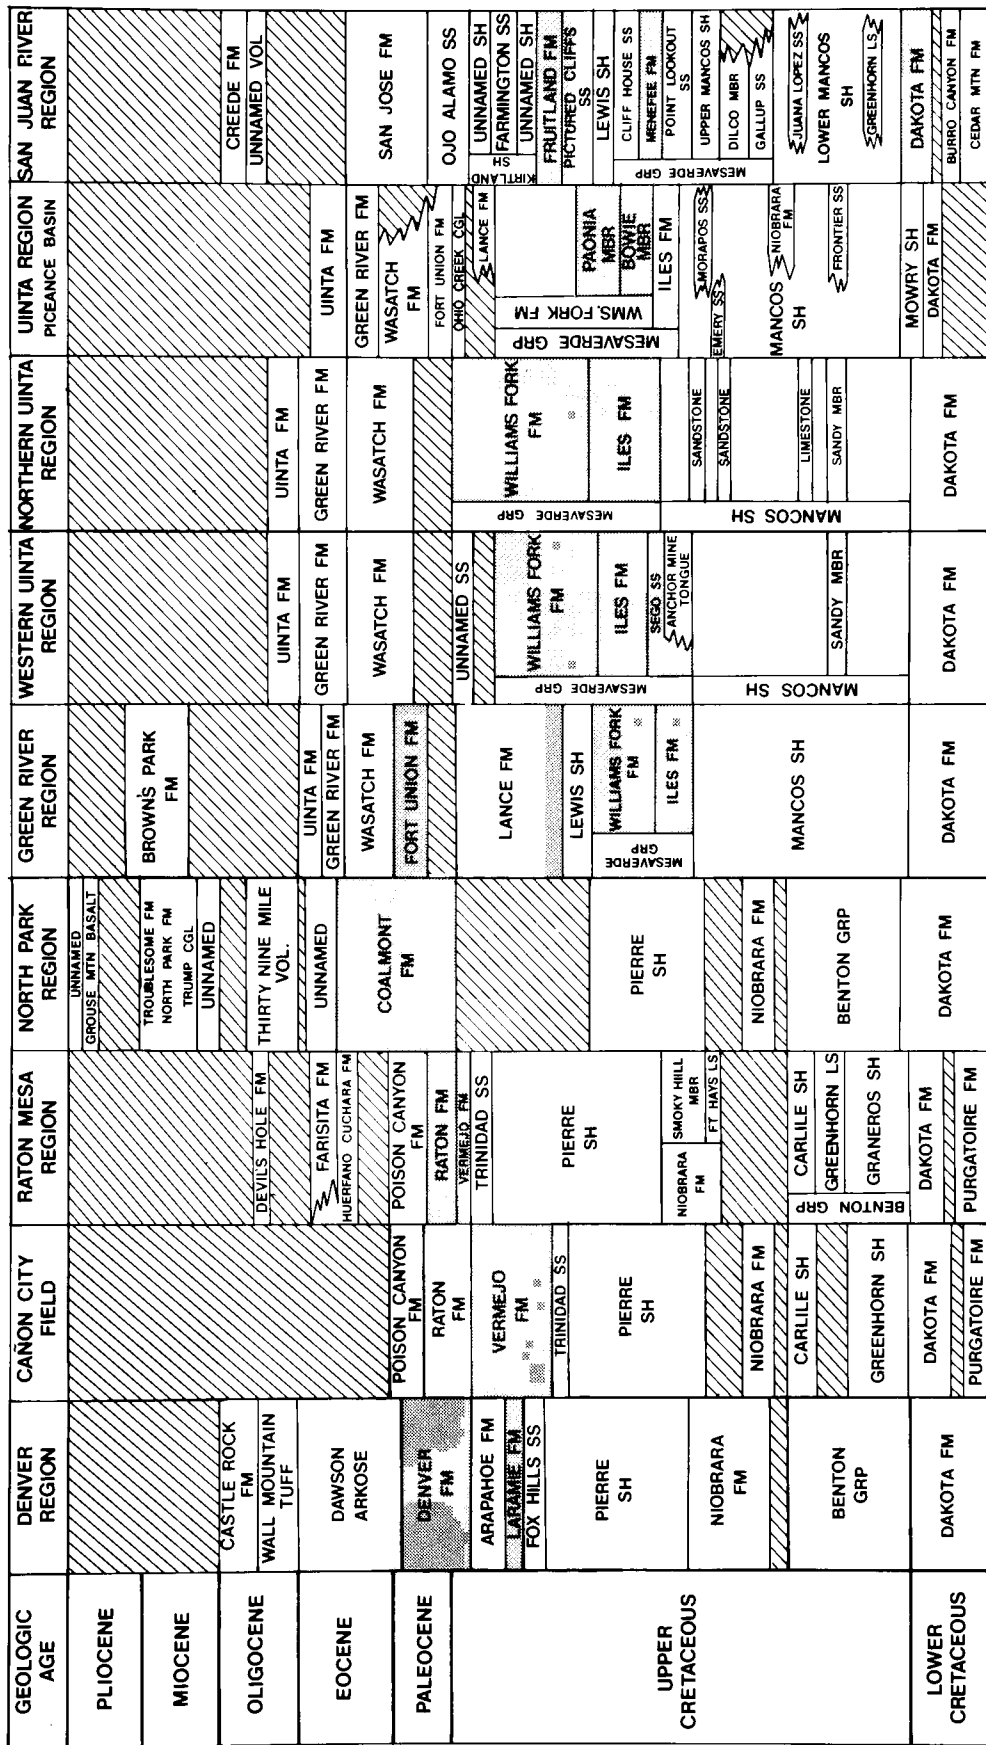 GEOLOGIC
AGE
PLIOCENE
MIOCENE
OLIGOCENE
EOCENE
PALEOCENE
UPPER
CRETACEOUS
LOWER
CRETACEOUS
DENVER
REGION
CASTLE ROCK
FM
WALL MOUNTAIN
TUFF
DAWSON
ARKOSE
DENVER
FM
ARAPAHOE FM
LARAMIE FM
FOX HILLS SS
PIERRE
SH
NIOBRARA
FM
BENTON
GRP
DAKOTA FM
CAÑON CITY
FIELD
POISON CANYON
FM
RATON
FM
VERMEJO
FM
TRINIDAD SS
PIERRE
SH
NIOBRARA FM
CARLILE SH
GREENHORN SH
DAKOTA FM
PURGATOIRE FM
RATON MESA
REGION
DEVILS HOLE FM
FARISITA FM
HUERFANO CUCHARA FM
POISON CANYON
FM
RATON FM
VERMEJO FM
TRINIDAD SS
PIERRE
SH
SMOKY HIILL
MBR
FT HAYS LS
NIOBRARA
FM
CARLILE SH
GREENHORN LS
GRANEROS SH
BENTON GRP
DAKOTA FM
PURGATOIRE FM
NORTH PARK
REGION
UNNAMED
GROUSE MTN BASALT
TROUBLESOME FM
NORTH PARK FM
TRUMP CGL
UNNAMED
THIRTY NINE MILE
VOL.
UNNAMED
COALMONT
FM
PIERRE
SH
NIOBRARA FM
BENTON GRP
DAKOTA FM
GREEN RIVER
REGION
BROWN'S PARK
FM
UINTA FM
GREEN RIVER FM
WASATCH FM
FORT UNION FM
LANCE FM
LEWIS SH
WILLIAMS FORK
FM
ILES FM
MESAVERDE
GRP
MANCOS SH
DAKOTA FM
WESTERN UINTA
REGION
UINTA FM
GREEN RIVER FM
WASATCH FM
UNNAMED SS
WILLIAMS FORK
FM
ILES FM
SEGO SS
ANCHOR MINE
TONGUE
MESAVERDE GRP
SANDY MBR
MANCOS SH
DAKOTA FM
NORTHERN UINTA
REGION
UINTA FM
GREEN RIVER FM
WASATCH FM
WILLIAMS FORK
FM
ILES FM
MESAVERDE GRP
SANDSTONE
SANDSTONE
LIMESTONE
SANDY MBR
MANCOS SH
DAKOTA FM
UINTA REGION
PICEANCE BASIN
UINTA FM
GREEN RIVER FM
WASATCH
FM
FORT UNION FM
OHIO CREEK CGL
LANCE FM
PAONIA
MBR
BOWIE
MBR
WMS. FORK FM
ILES FM
MESAVERDE GRP
MORAPOS SS
EMERY SS
NIOBRARA
FM
MANCOS
SH
FRONTIER SS
MOWRY SH
DAKOTA FM
SAN JUAN RIVER
REGION
CREEDE FM
UNNAMED VOL
SAN JOSE FM
OJO ALAMO SS
UNNAMED SH
FARMINGTON SS
UNNAMED SH
KIRTLAND
SH
FRUITLAND FM
PICTURED CLIFFS
SS
LEWIS SH
CLIFF HOUSE SS
MENEFEE FM
POINT LOOKOUT
SS
UPPER MANCOS SH
DILCO MBR
GALLUP SS
MESAVERDE GRP
JUANA LOPEZ SS
LOWER MANCOS
SH
GREENHORN LS
DAKOTA FM
BURRO CANYON FM
CEDAR MTN FM